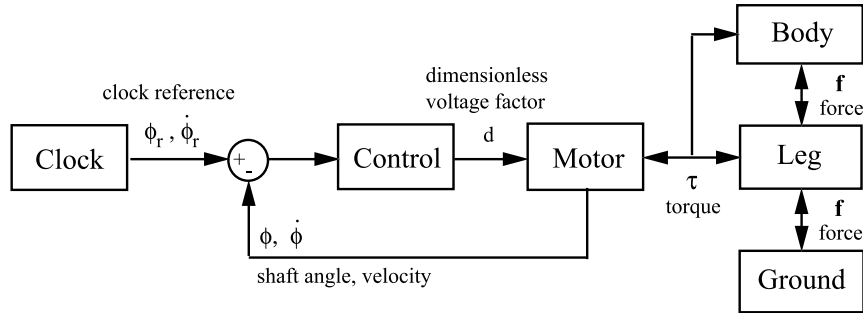 Body
dimensionless
voltage factor
f
force
clock reference
ϕr , ϕ̇r
d
Clock
+
-
Control
Motor
Leg
τ
torque
f
force
ϕ, ϕ̇
shaft angle, velocity
Ground